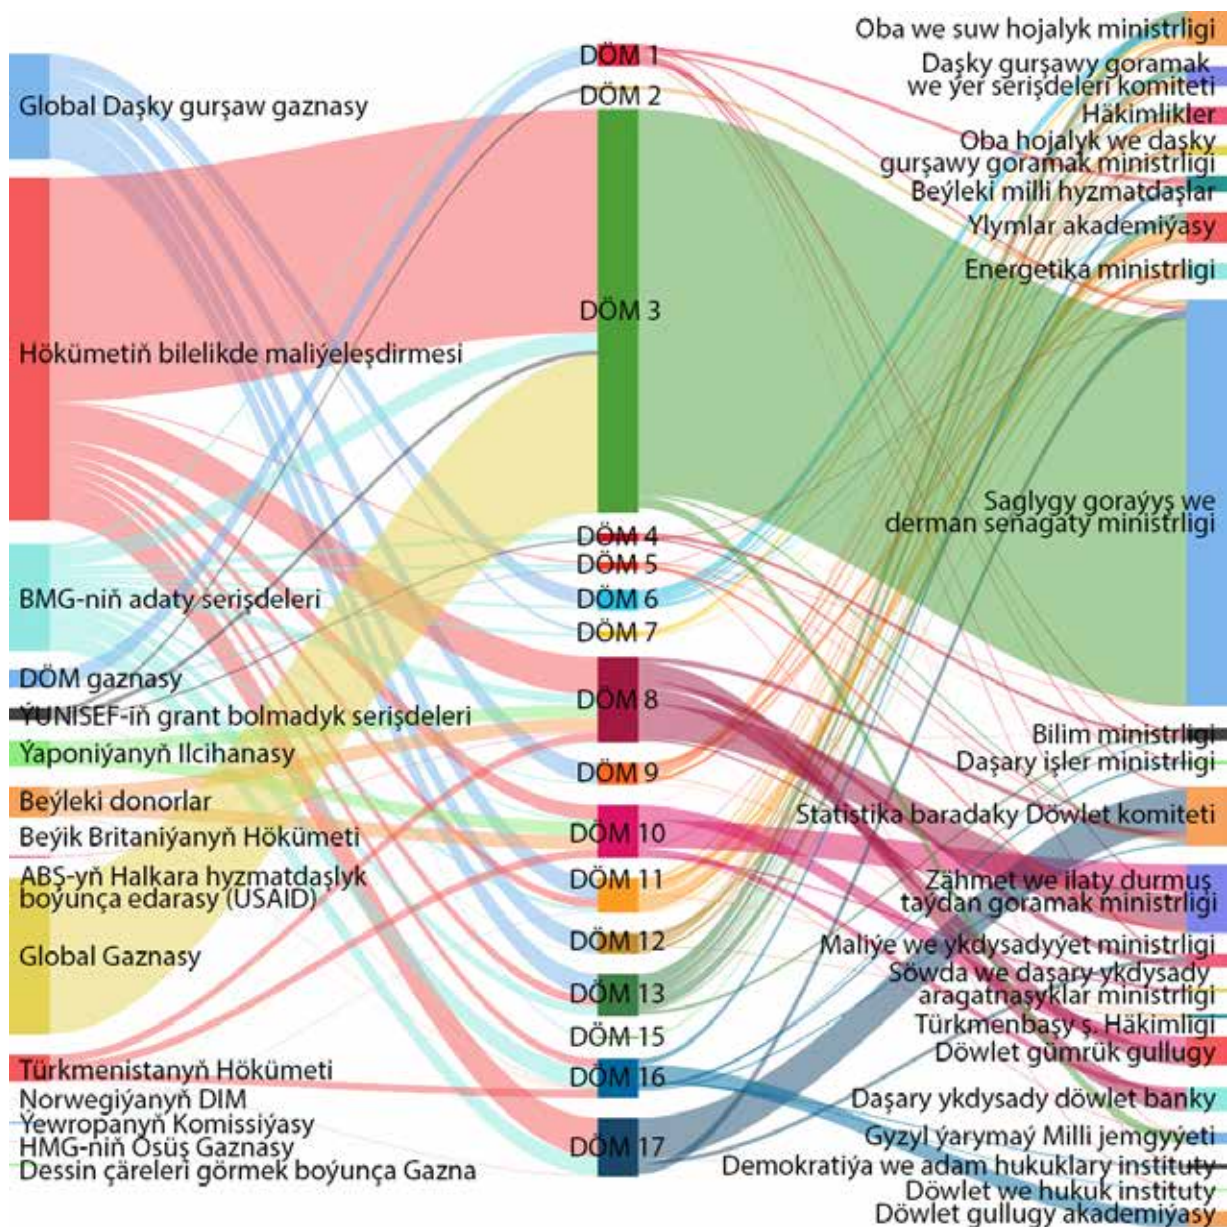 Global Daşky gurşaw gaznasy
Hökümetiň bilelikde maliýeleşdirmesi
BMG-niň adaty serişdeleri
DÖM gaznasy
ÝUNISEF-iň grant bolmadyk serişdeleri
Ýaponiýanyň Ilcihanasy
Beýleki donorlar
Beýik Britaniýanyň Hökümeti
ABŞ-yň Halkara hyzmatdaşlyk
boýunça edarasy (USAID)
Global Gaznasy
Türkmenistanyň Hökümeti
Norwegiýanyň DIM
Ýewropanyň Komissiýasy
HMG-niň Ösüş Gaznasy
Dessin çäreleri görmek boýunça Gazna
DÖM 1
DÖM 2
DÖM 3
DÖM 4
DÖM 5
DÖM 6
DÖM 7
DÖM 8
DÖM 9
DÖM 10
DÖM 11
DÖM 12
DÖM 13
DÖM 15
DÖM 16
DÖM 17
Oba we suw hojalyk ministrligi
Daşky gurşawy goramak
we ýer serişdeleri komiteti
Häkimlikler
Oba hojalyk we daşky
gurşawy goramak ministrligi
Beýleki milli hyzmatdaşlar
Ylymlar akademiýasy
Energetika ministrligi
Saglygy goraýyş we
derman senagaty ministrligi
Bilim ministrligi
Daşary işler ministrligi
Statistika baradaky Döwlet komiteti
Zähmet we ilaty durmuş
taýdan goramak ministrligi
Maliýe we ykdysadyýet ministrligi
Söwda we daşary ykdysady
aragatnaşyklar ministrligi
Türkmenbaşy ş. Häkimligi
Döwlet gümrük gullugy
Daşary ykdysady döwlet banky
Gyzyl ýarymaý Milli jemgyýeti
Demokratiýa we adam hukuklary instituty
Döwlet we hukuk instituty
Döwlet gullugy akademiýasy